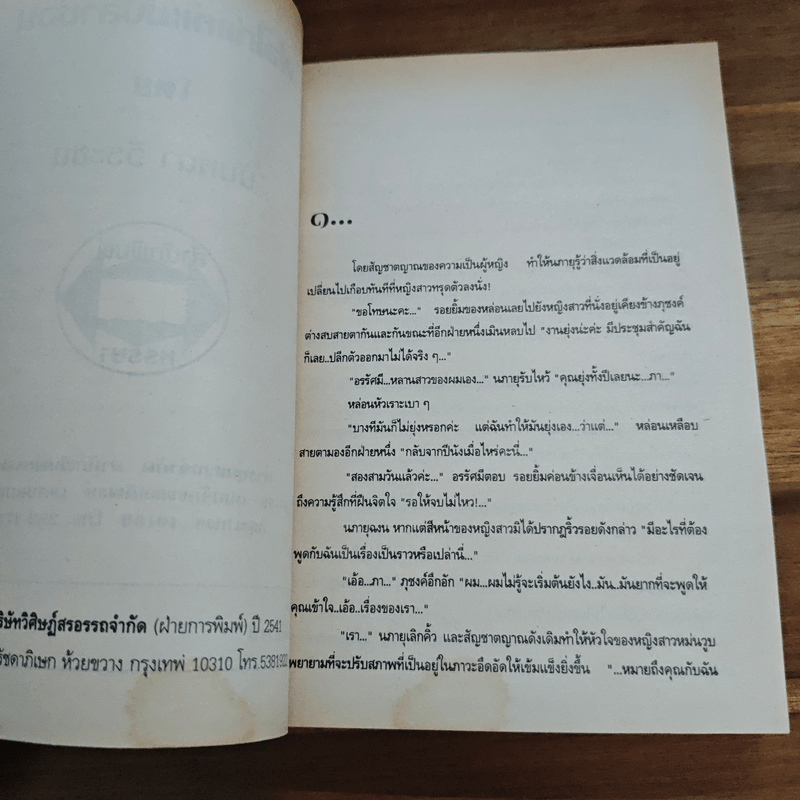 บริษัทวิศิษฏ์สรอรรถจำกัด (ฝ่ายการพิมพ์) ปี 2541
รัชดาภิเษก ห้วยขวาง กรุงเทพ 10310 โทร.5381922
๑...
โดยสัญชาตญาณของความเป็นผู้หญิง ทำให้นภายุรู้ว่าสิ่งแวดล้อมที่เป็นอยู่
เปลี่ยนไปเกือบทันทีที่หญิงสาวทรุดตัวลงนั่ง!
"ขอโทษนะคะ..." รอยยิ้มของหล่อนเลยไปยังหญิงสาวที่นั่งอยู่เคียงข้างภุชงค์
ต่างสบสายตากันและกันขณะที่อีกฝ่ายหนึ่งเมินหลบไป "งานยุ่งน่ะค่ะ มีประชุมสำคัญฉัน
ก็เลย..ปลีกตัวออกมาไม่ได้จริง ๆ..."
"อรรัศมี...หลานสาวของผมเอง..." นภายุรับไหว้ "คุณยุ่งทั้งปีเลยนะ...ภา..."
หล่อนหัวเราะเบา ๆ
"บางทีมันก็ไม่ยุ่งหรอกค่ะ แต่ฉันทำให้มันยุ่งเอง...ว่าแต่..." หล่อนเหลือบ
สายตามองอีกฝ่ายหนึ่ง "กลับจากปีนังเมื่อไหร่คะนี่..."
"สองสามวันแล้วค่ะ..." อรรัศมีตอบ รอยยิ้มค่อนข้างเจื่อนเห็นได้อย่างชัดเจน
ถึงความรู้สึกที่ฝืนจิตใจ "รอให้จบไม่ไหว!..."
นภายุฉงน หากแต่สีหน้าของหญิงสาวมิได้ปรากฎริ้วรอยดังกล่าว "มีอะไรที่ต้อง
พูดกับฉันเป็นเรื่องเป็นราวหรือเปล่านี่..."
"เอ้อ...ภา..." ภุชงค์อึกอัก "ผม...ผมไม่รู้จะเริ่มต้นยังไง..มัน..มันยากที่จะพูดให้
คุณเข้าใจ..เอ้อ..เรื่องของเรา..."
"เรา..." นภายุเลิกคิ้ว และสัญชาตญาณดังเดิมทำให้หัวใจของหญิงสาวหม่นวูบ
พยายามที่จะปรับสภาพที่เป็นอยู่ในภาวะอึดอัดให้เข้มแข็งยิ่งขึ้น "...หมายถึงคุณกับฉัน